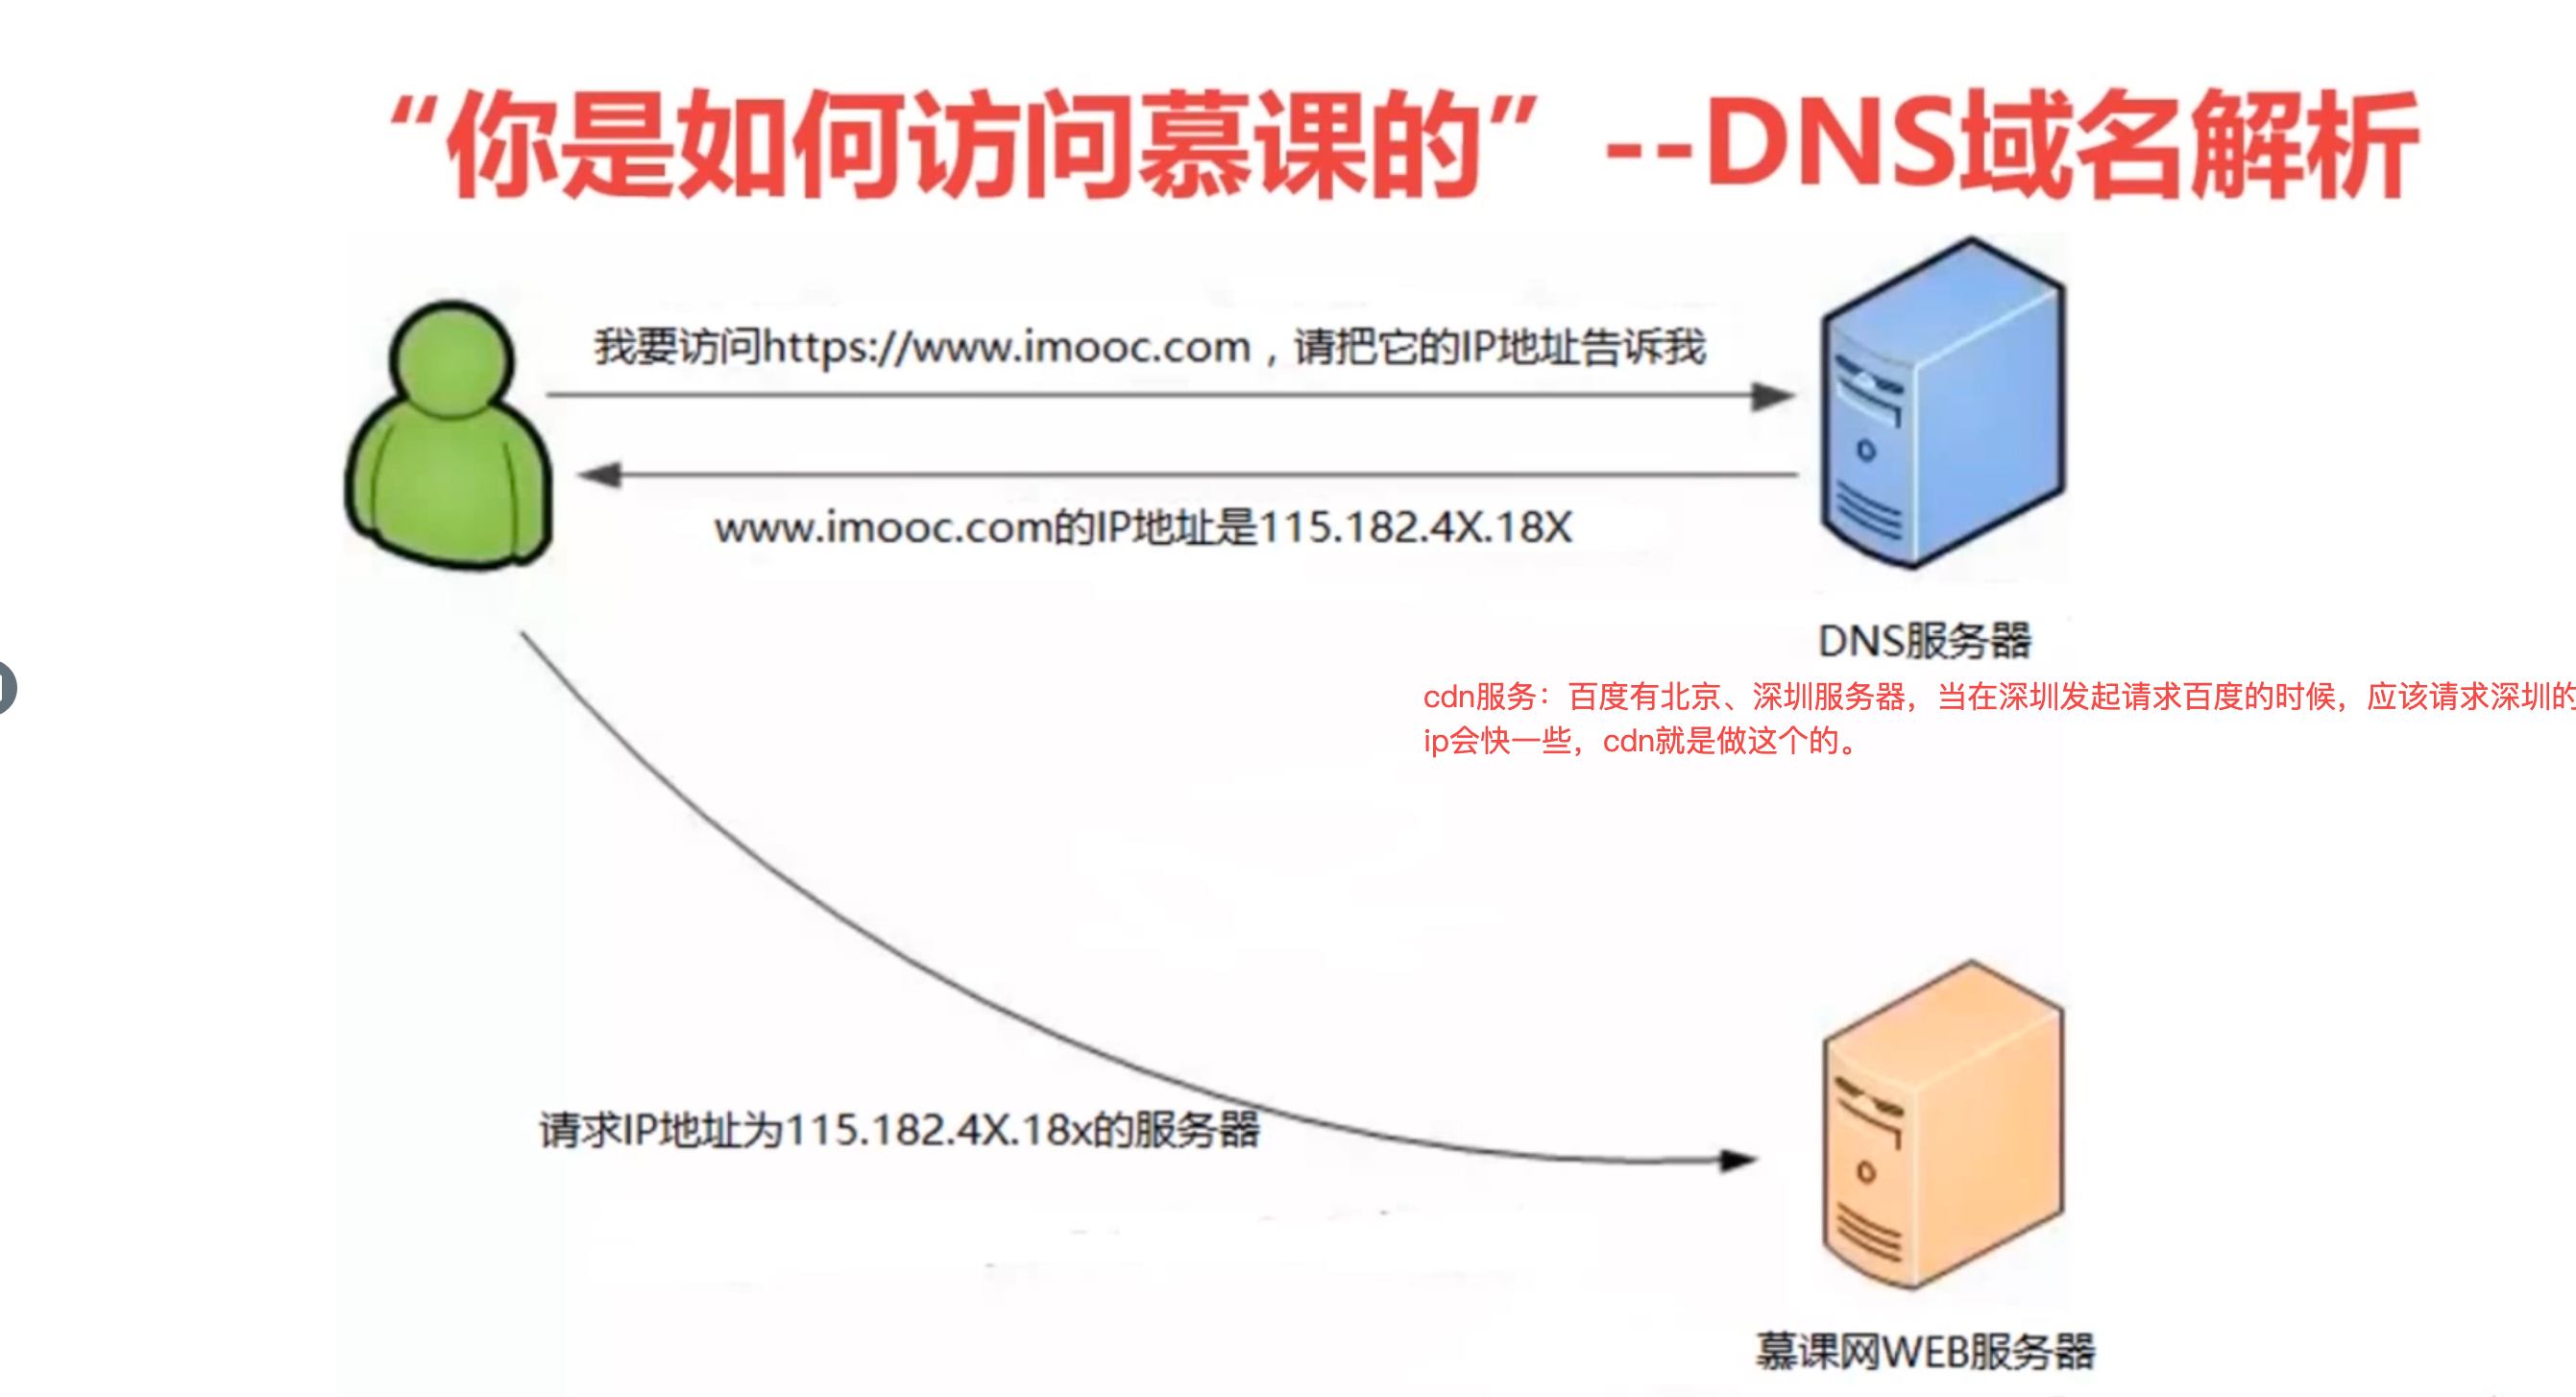 “你是如何访问慕课的” --DNS域名解析
我要访问https://www.imooc.com，请把它的IP地址告诉我
www.imooc.com的IP地址是115.182.4X.18X
DNS服务器
cdn服务：百度有北京、深圳服务器，当在深圳发起请求百度的时候，应该请求深圳的
ip会快一些，cdn就是做这个的。
请求IP地址为115.182.4X.18x的服务器
慕课网WEB服务器